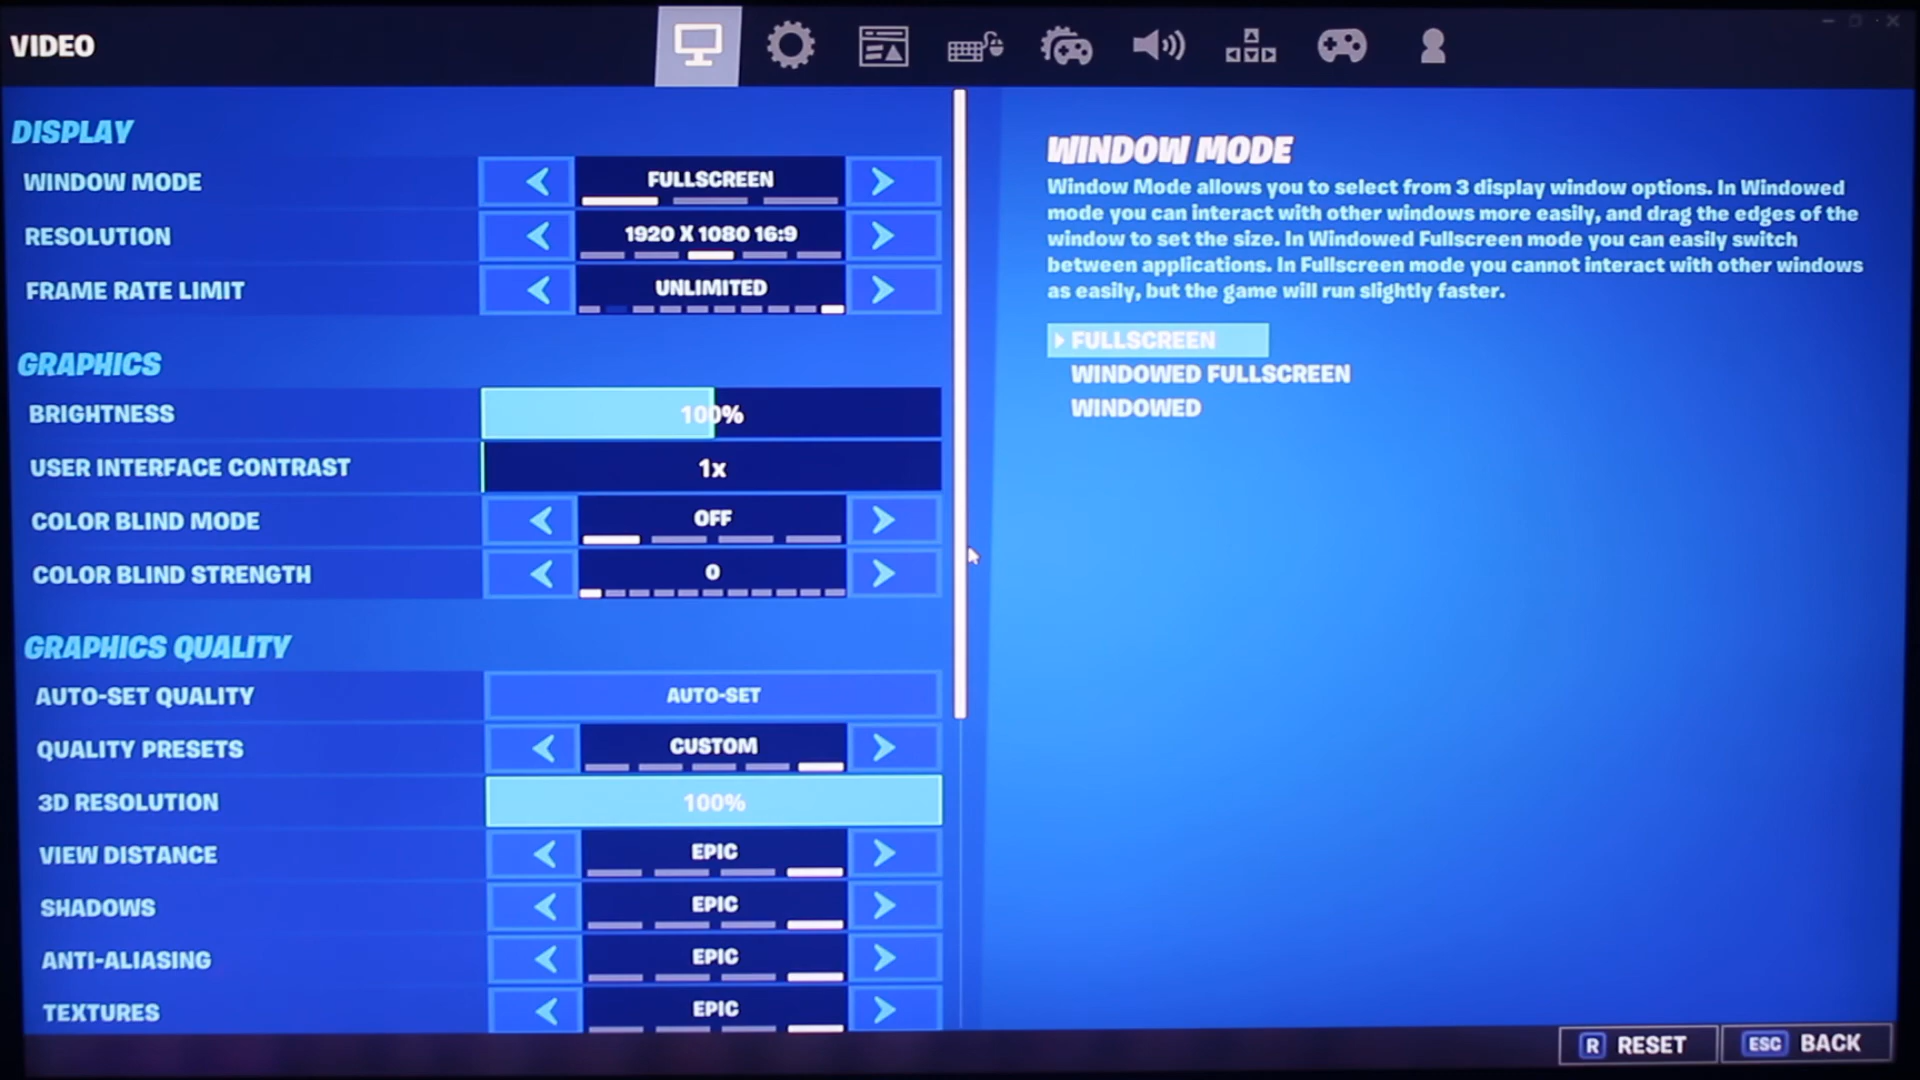 VIDEO
DISPLAY
WINDOW MODE
FULLSCREEN
RESOLUTION
1920 X 1080 16:9
FRAME RATE LIMIT
UNLIMITED
GRAPHICS
BRIGHTNESS
100%
USER INTERFACE CONTRAST
1x
COLOR BLIND MODE
OFF
COLOR BLIND STRENGTH
0
GRAPHICS QUALITY
AUTO-SET QUALITY
AUTO-SET
QUALITY PRESETS
CUSTOM
3D RESOLUTION
100%
VIEW DISTANCE
EPIC
SHADOWS
EPIC
ANTI-ALIASING
EPIC
TEXTURES
EPIC
WINDOW MODE
Window Mode allows you to select from 3 display window options. In Windowed
mode you can interact with other windows more easily, and drag the edges of the
window to set the size. In Windowed Fullscreen mode you can easily switch
between applications. In Fullscreen mode you cannot interact with other windows
as easily, but the game will run slightly faster.
FULLSCREEN
WINDOWED FULLSCREEN
WINDOWED
R RESET
ESC BACK